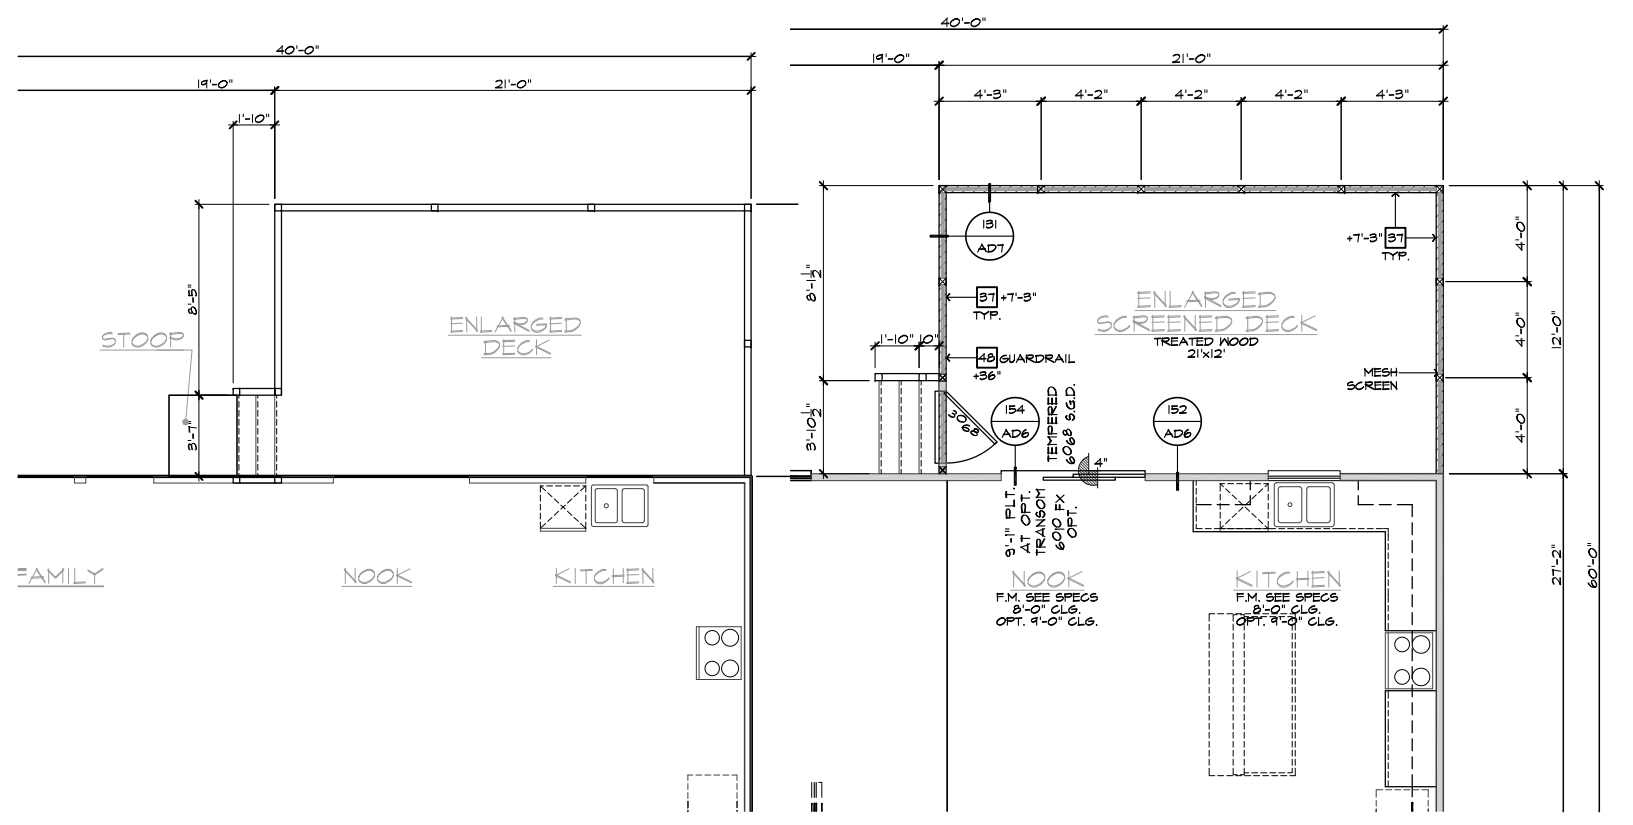 40'-0"
19'-0"
21'-0"
1'-10"
8'-5"
3'-7"
STOOP
ENLARGED
DECK
FAMILY
NOOK
KITCHEN
40'-0"
19'-0"
21'-0"
4'-3"
4'-2"
4'-2"
4'-2"
4'-3"
8'-1½"
3'-10½"
1'-10"
10"
131
AD7
37
+7'-3"
TYP.
48
GUARDRAIL
+36"
3068
154
AD6
TEMPERED
6068 S.G.D.
152
AD6
4"
+7'-3"
37
TYP.
ENLARGED
SCREENED DECK
TREATED WOOD
21'x12'
MESH
SCREEN
4'-0"
4'-0"
4'-0"
12'-0"
27'-2"
60'-0"
9'-1" PLT.
AT OPT.
TRANSOM
6010 FX
OPT.
NOOK
F.M. SEE SPECS
8'-0" CLG.
OPT. 9'-0" CLG.
KITCHEN
F.M. SEE SPECS
8'-0" CLG.
OPT. 9'-0" CLG.